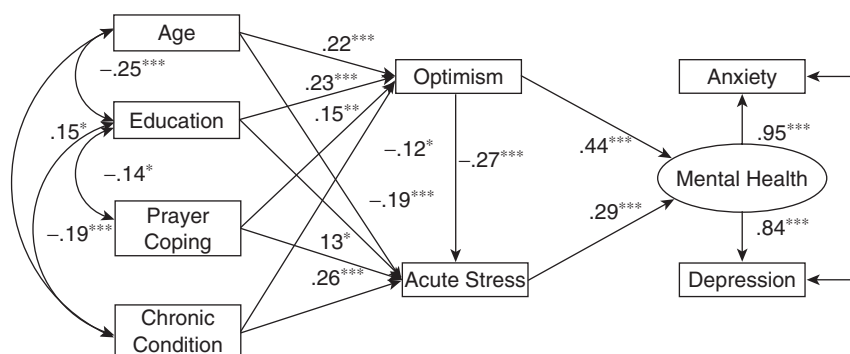 Age
.22***
−.25***
Optimism
Anxiety
.23***
Education
.15**
.15*
−.12*
.95***
−.27***
.44***
−.14*
Mental Health
−.19***
Prayer
Coping
.29***
−.19***
.84***
.13*
.26***
Acute Stress
Depression
Chronic
Condition